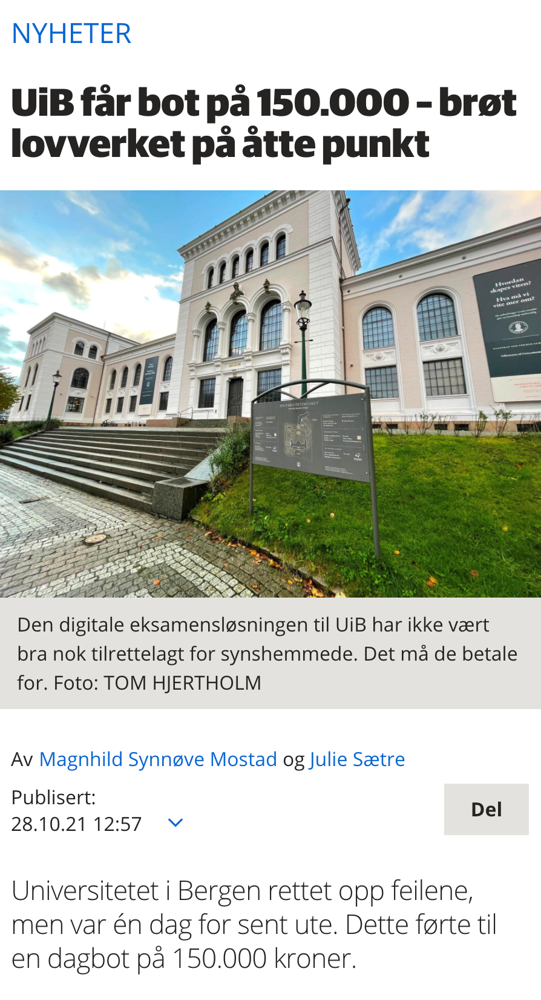 NYHETER
UiB får bot på 150.000 – brøt
lovverket på åtte punkt
Hvordan
skapes viten?
Hva må vi
vite mer om?
UNIVERSITETSMUSEET
Den digitale eksamensløsningen til UiB har ikke vært
bra nok tilrettelagt for synshemmede. Det må de betale
for. Foto: TOM HJERTHOLM
Av Magnhild Synnøve Mostad og Julie Sætre
Publisert:
28.10.21 12:57
Del
Universitetet i Bergen rettet opp feilene,
men var én dag for sent ute. Dette førte til
en dagbot på 150.000 kroner.